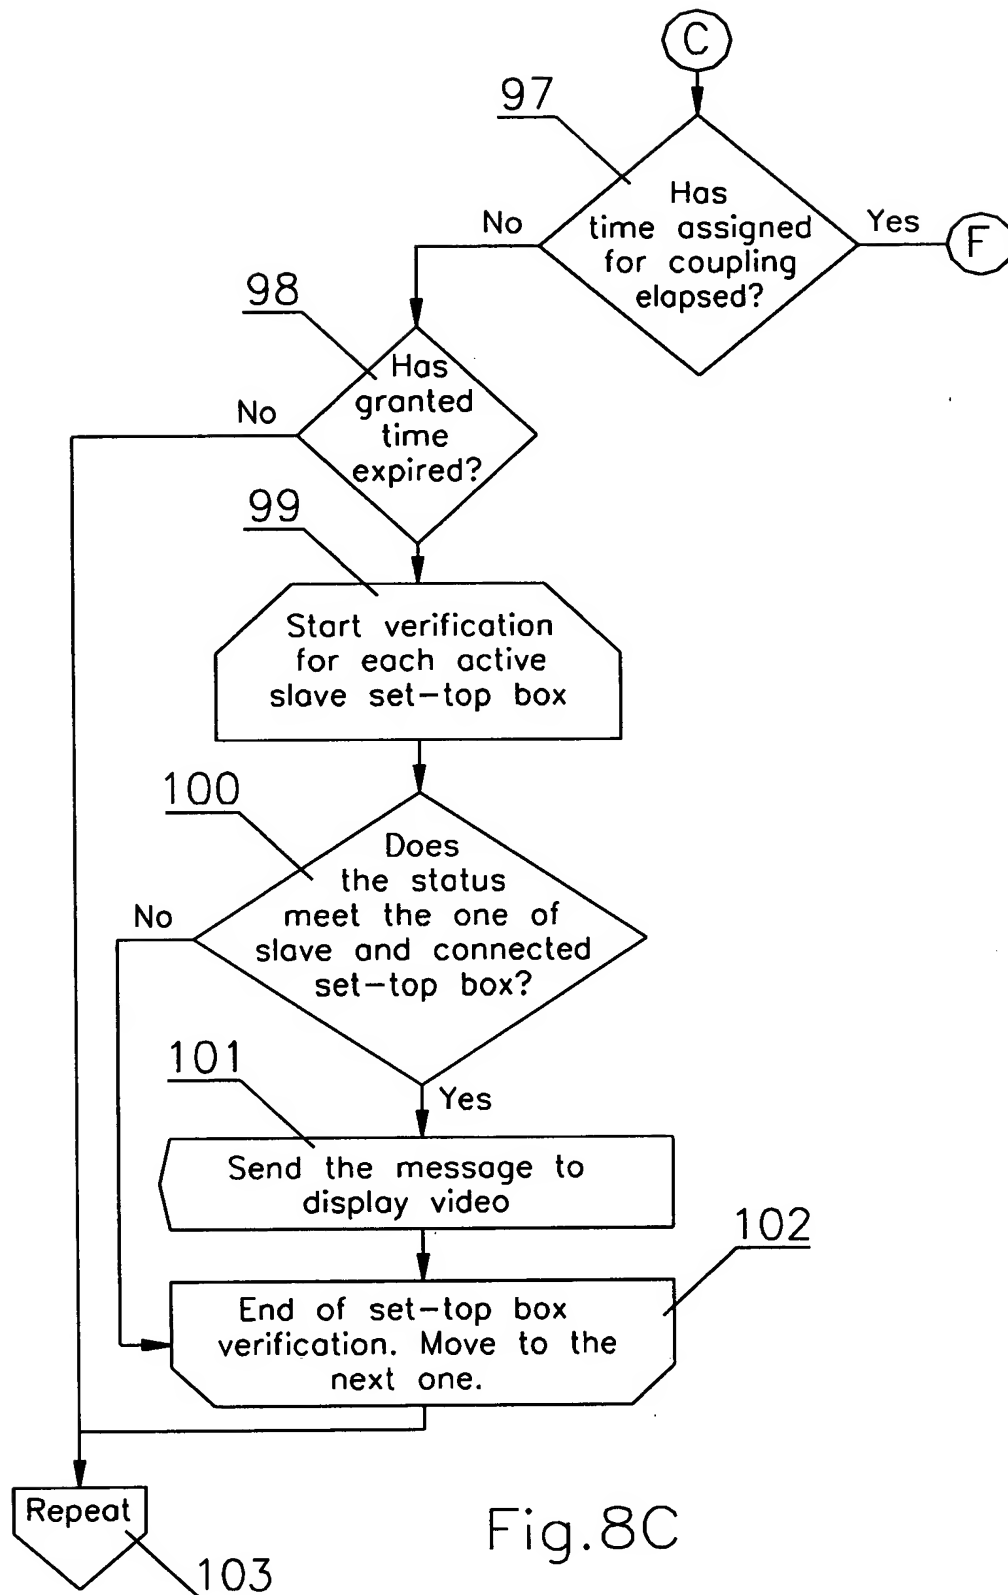 C
97
Has
time assigned
for coupling
elapsed?
No
Yes
F
98
Has
granted
time
expired?
No
99
Start verification
for each active
slave set-top box
100
Does
the status
meet the one of
slave and connected
set-top box?
No
101
Yes
Send the message to
display video
102
End of set-top box
verification. Move to the
next one.
Repeat
103
Fig.8C